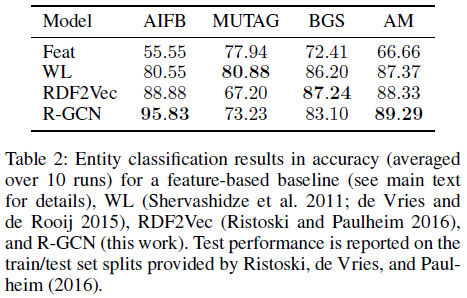 Model AIFB MUTAG BGS AM
Feat 55.55 77.94 72.41 66.66
WL 80.55 80.88 86.20 87.37
RDF2Vec 88.88 67.20 87.24 88.33
R-GCN 95.83 73.23 83.10 89.29
Table 2: Entity classification results in accuracy (averaged
over 10 runs) for a feature-based baseline (see main text
for details), WL (Shervashidze et al. 2011; de Vries and
de Rooij 2015), RDF2Vec (Ristoski and Paulheim 2016),
and R-GCN (this work). Test performance is reported on the
train/test set splits provided by Ristoski, de Vries, and Paul-
heim (2016).